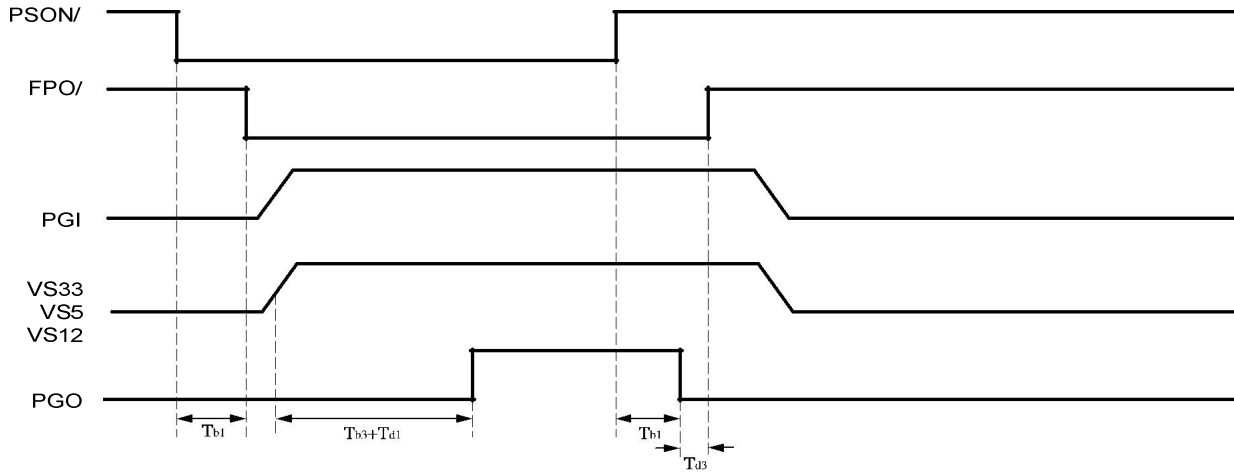 PSON/
FPO/
PGI
VS33
VS5
VS12
PGO
Tb1
Tb3+Td1
Tb1
Td3